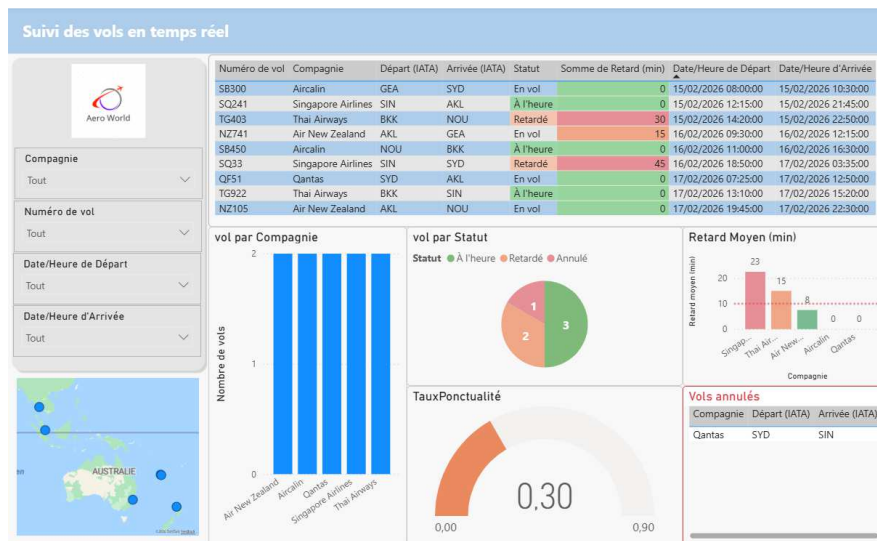 Suivi des vols en temps réel
Aero World
Compagnie
Tout
Numéro de vol
Tout
Date/Heure de Départ
Tout
Date/Heure d'Arrivée
Tout
AUSTRALIE
Numéro de vol Compagnie Départ (IATA) Arrivée (IATA) Statut Somme de Retard (min) Date/Heure de Départ Date/Heure d'Arrivée
SB300 Aircalin GEA SYD En vol 0 15/02/2026 08:00:00 15/02/2026 10:30:00
SQ241 Singapore Airlines SIN AKL À l'heure 0 15/02/2026 12:15:00 15/02/2026 21:45:00
TG403 Thai Airways BKK NOU Retardé 30 15/02/2026 14:20:00 15/02/2026 22:50:00
NZ741 Air New Zealand AKL GEA En vol 15 16/02/2026 09:30:00 16/02/2026 12:15:00
SB450 Aircalin NOU BKK À l'heure 0 16/02/2026 11:00:00 16/02/2026 16:30:00
SQ33 Singapore Airlines SIN SYD Retardé 45 16/02/2026 18:50:00 17/02/2026 03:35:00
QF51 Qantas SYD AKL En vol 0 17/02/2026 07:25:00 17/02/2026 12:50:00
TG922 Thai Airways BKK SIN À l'heure 0 17/02/2026 13:10:00 17/02/2026 15:20:00
NZ105 Air New Zealand AKL NOU En vol 0 17/02/2026 19:45:00 17/02/2026 22:30:00
vol par Compagnie
Nombre de vols
2
1
0
Air New Zealand
Aircalin
Qantas
Singapore Airlines
Thai Airways
vol par Statut
Statut À l'heure Retardé Annulé
1
2
3
Retard Moyen (min)
Retard moyen (min)
20
10
0
23
15
8
0
0
Singap...
Thai Air...
Air New...
Aircalin
Qantas
Compagnie
TauxPonctualité
0,30
0,00
0,90
Vols annulés
Compagnie Départ (IATA) Arrivée (IATA)
Qantas SYD SIN